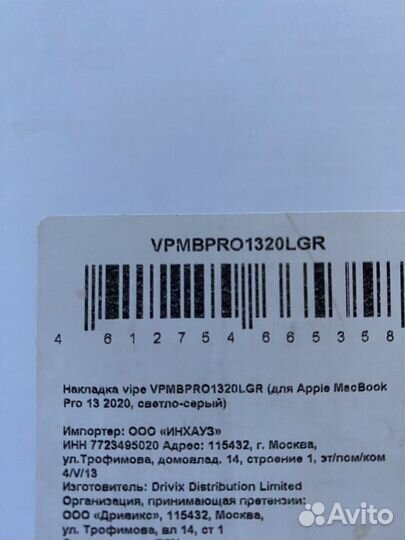 VPMBPRO1320LGR
4 612754 665358
Накладка vipe VPMBPRO1320LGR (для Apple MacBook
Pro 13 2020, светло-серый)
Импортер: ООО «ИНХАУЗ»
ИНН 7723495020 Адрес: 115432, г. Москва,
ул.Трофимова, домовлад. 14, строение 1, эт/пом/ком
4/V/13
Изготовитель: Drivix Distribution Limited
Организация, принимающая претензии:
ООО «Дривикс», 115432, Москва,
ул. Трофимова, вл 14, ст 1
Avito